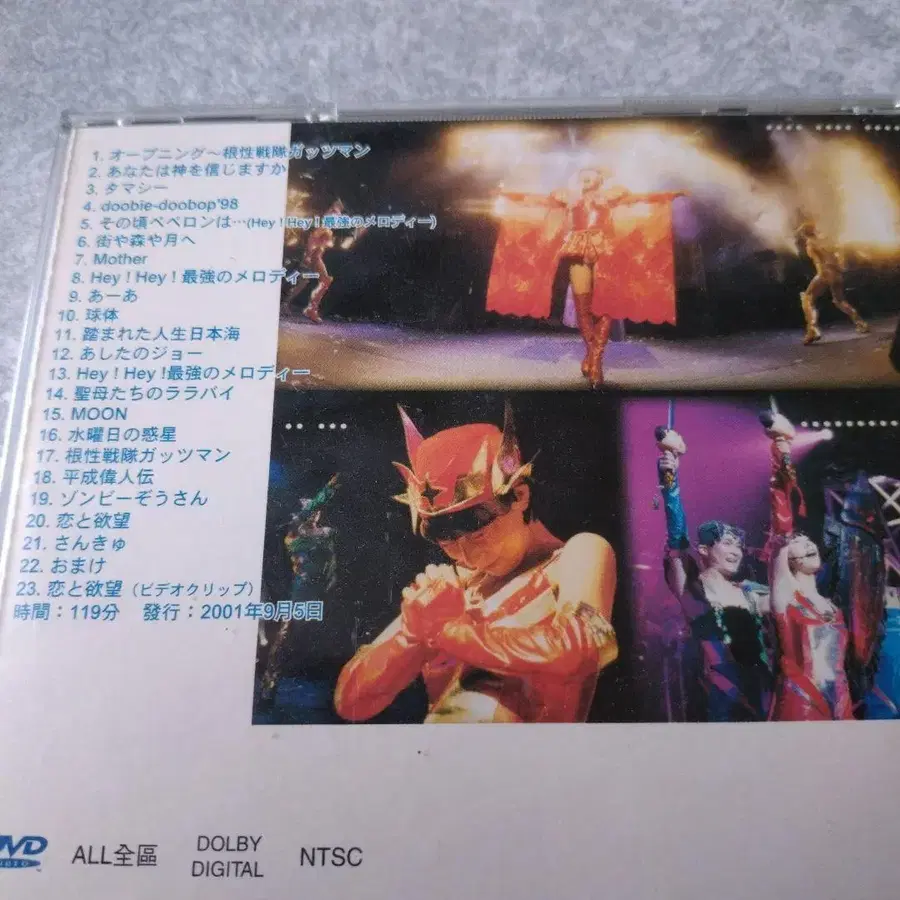 1. オープニング～根性戦隊ガッツマン
2. あなたは神を信じますか
3. タマシー
4. doobie-doobop'98
5. その頃ペペロンは…(Hey！Hey！最強のメロディー)
6. 街や森や月へ
7. Mother
8. Hey！Hey！最強のメロディー
9. あーあ
10. 球体
11. 踏まれた人生日本海
12. あしたのジョー
13. Hey！Hey！最強のメロディー
14. 聖母たちのララバイ
15. MOON
16. 水曜日の惑星
17. 根性戦隊ガッツマン
18. 平成偉人伝
19. ゾンビーぞうさん
20. 恋と欲望
21. さんきゅ
22. おまけ
23. 恋と欲望（ビデオクリップ）
時間：119分 發行：2001年9月5日
ALL全區
DOLBY
DIGITAL
NTSC